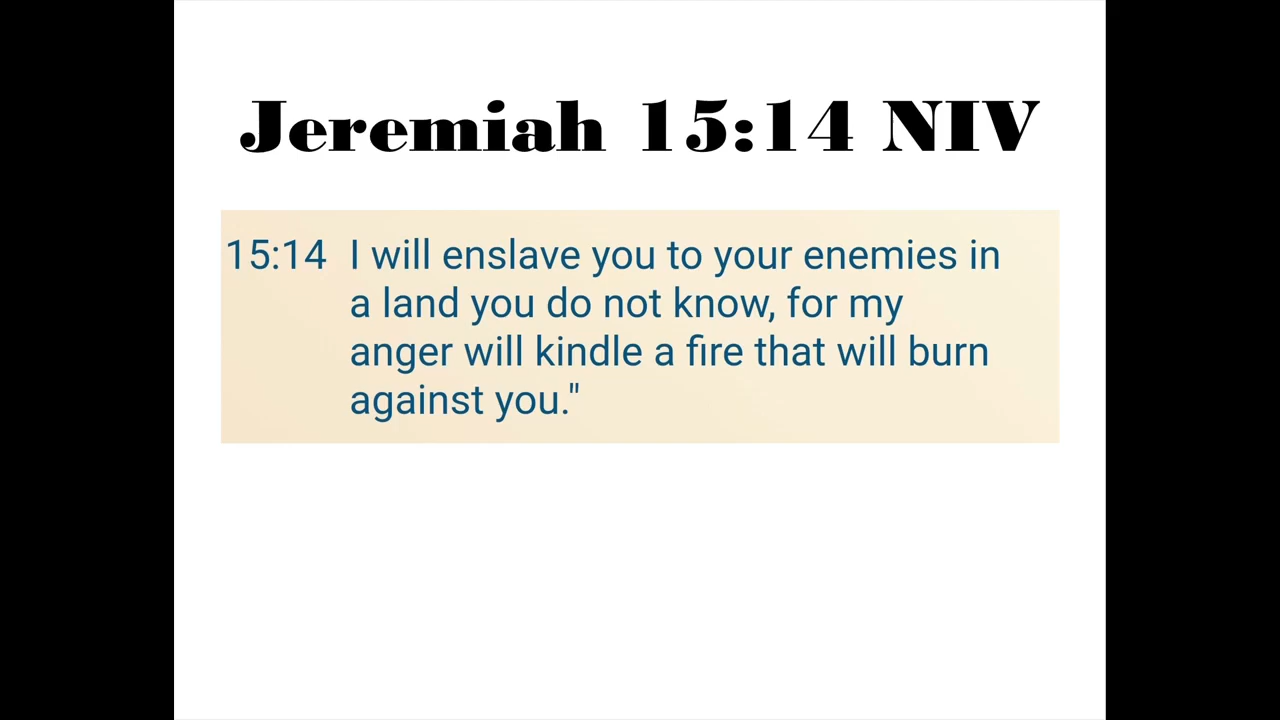 Jeremiah 15:14 NIV
15:14 I will enslave you to your enemies in
a land you do not know, for my
anger will kindle a fire that will burn
against you."